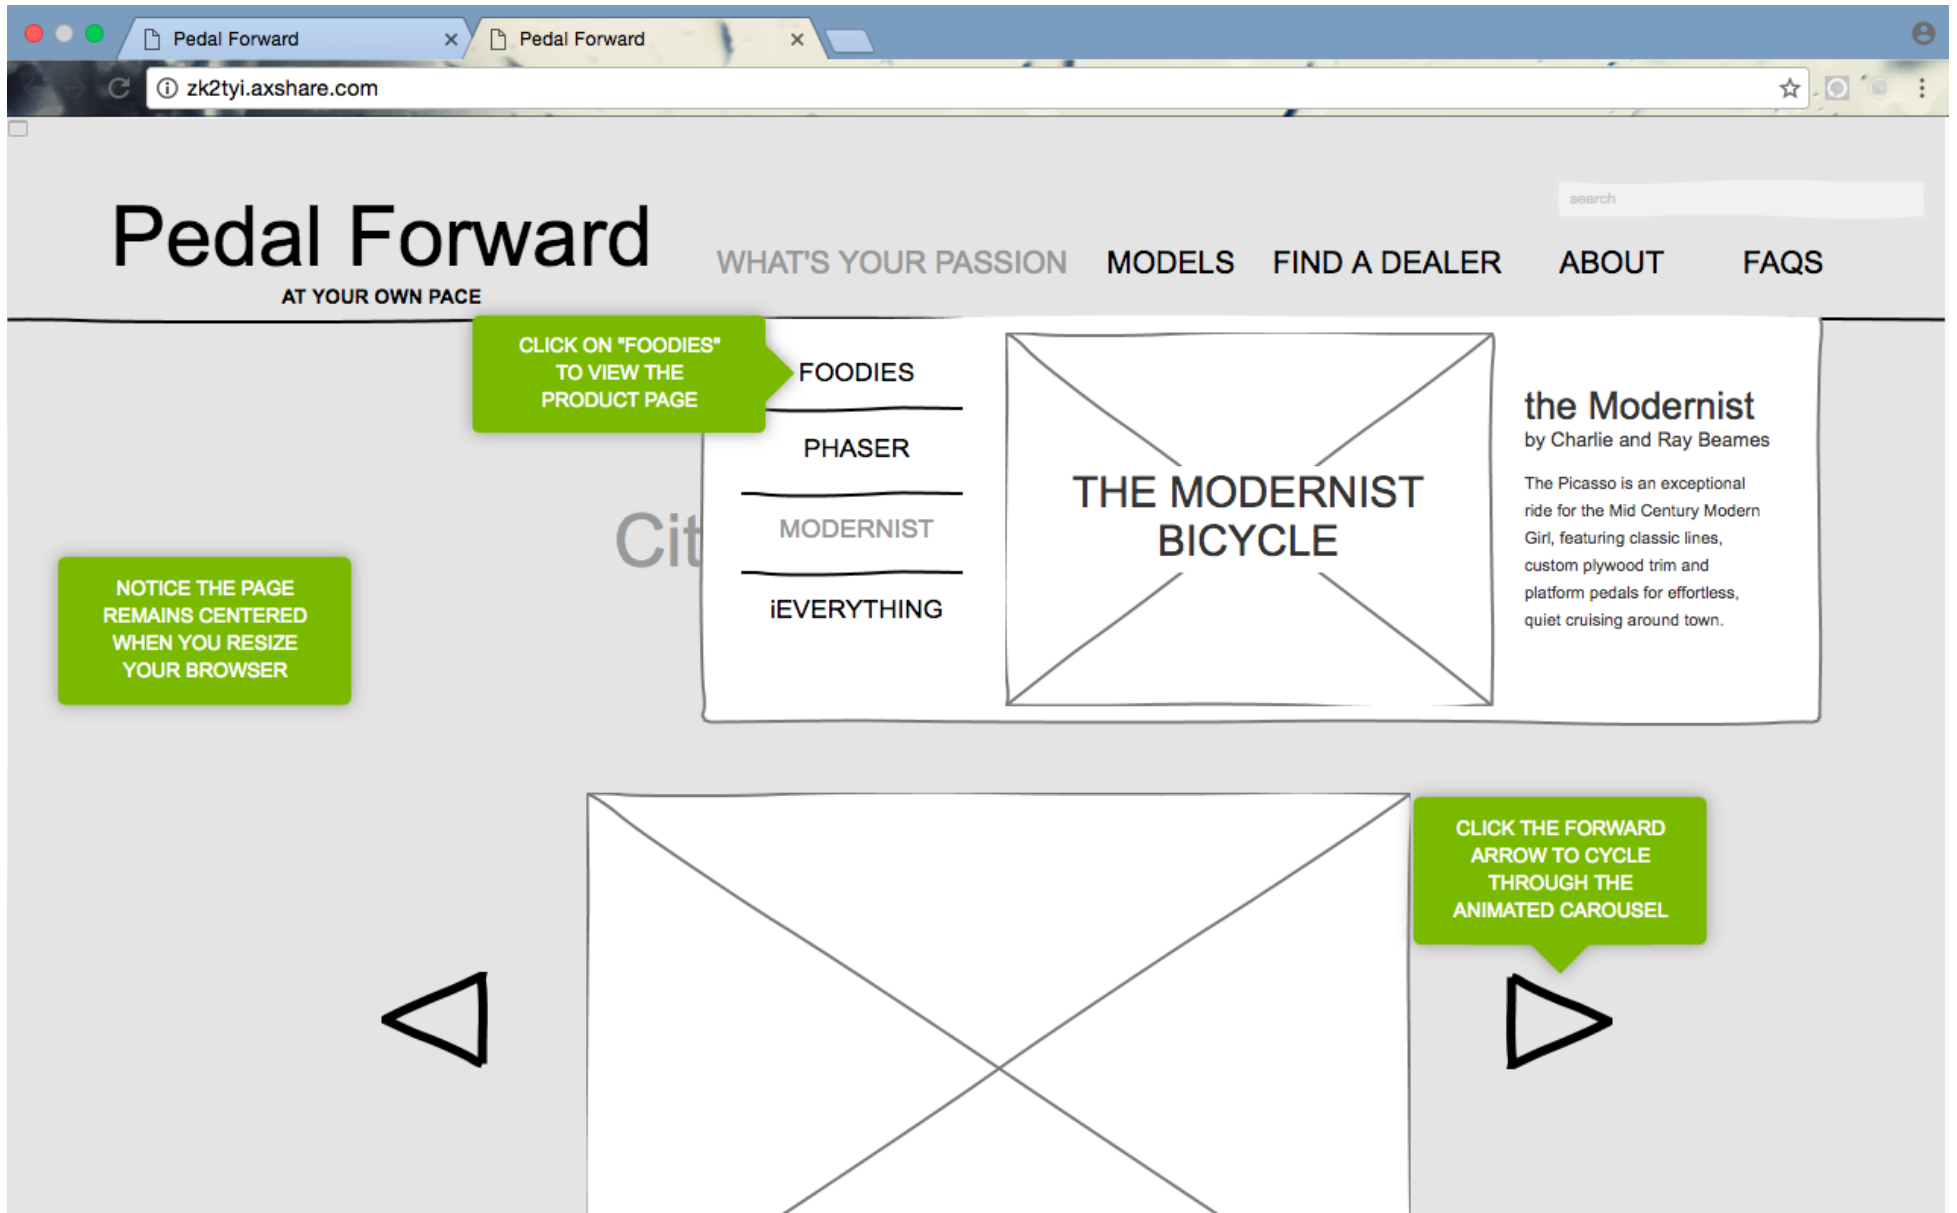 Pedal Forward
Pedal Forward
zk2tyi.axshare.com
search
Pedal Forward
AT YOUR OWN PACE
WHAT'S YOUR PASSION
MODELS
FIND A DEALER
ABOUT
FAQS
CLICK ON "FOODIES"
TO VIEW THE
PRODUCT PAGE
FOODIES
PHASER
MODERNIST
iEVERYTHING
THE MODERNIST
BICYCLE
the Modernist
by Charlie and Ray Beames
The Picasso is an exceptional
ride for the Mid Century Modern
Girl, featuring classic lines,
custom plywood trim and
platform pedals for effortless,
quiet cruising around town.
Cit
NOTICE THE PAGE
REMAINS CENTERED
WHEN YOU RESIZE
YOUR BROWSER
CLICK THE FORWARD
ARROW TO CYCLE
THROUGH THE
ANIMATED CAROUSEL